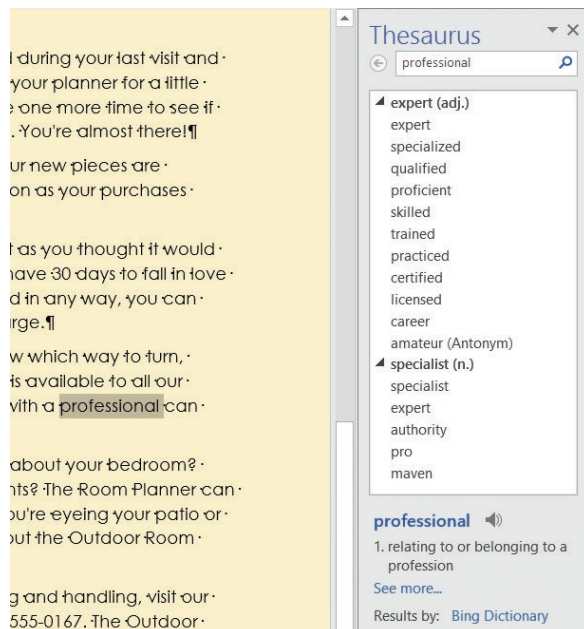 during your last visit and
your planner for a little
one more time to see if
. You're almost there!¶
ur new pieces are
on as your purchases
t as you thought it would
have 30 days to fall in love
d in any way, you can
arge.¶
w which way to turn,
is available to all our
with a professional can
about your bedroom?
nts? The Room Planner can
ou're eyeing your patio or
out the Outdoor Room
g and handling, visit our
555-0167. The Outdoor
Thesaurus
professional
expert (adj.)
expert
specialized
qualified
proficient
skilled
trained
practiced
certified
licensed
career
amateur (Antonym)
specialist (n.)
specialist
expert
authority
pro
maven
professional
1. relating to or belonging to a
profession
See more...
Results by: Bing Dictionary